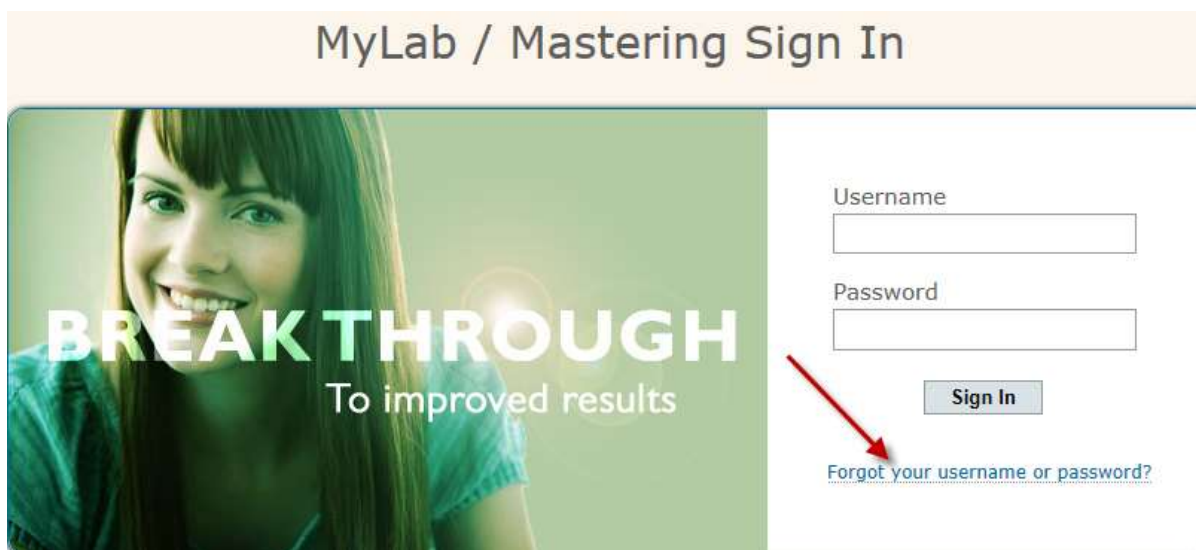 MyLab / Mastering Sign In
BREAKTHROUGH
To improved results
Username
Password
Sign In
Forgot your username or password?